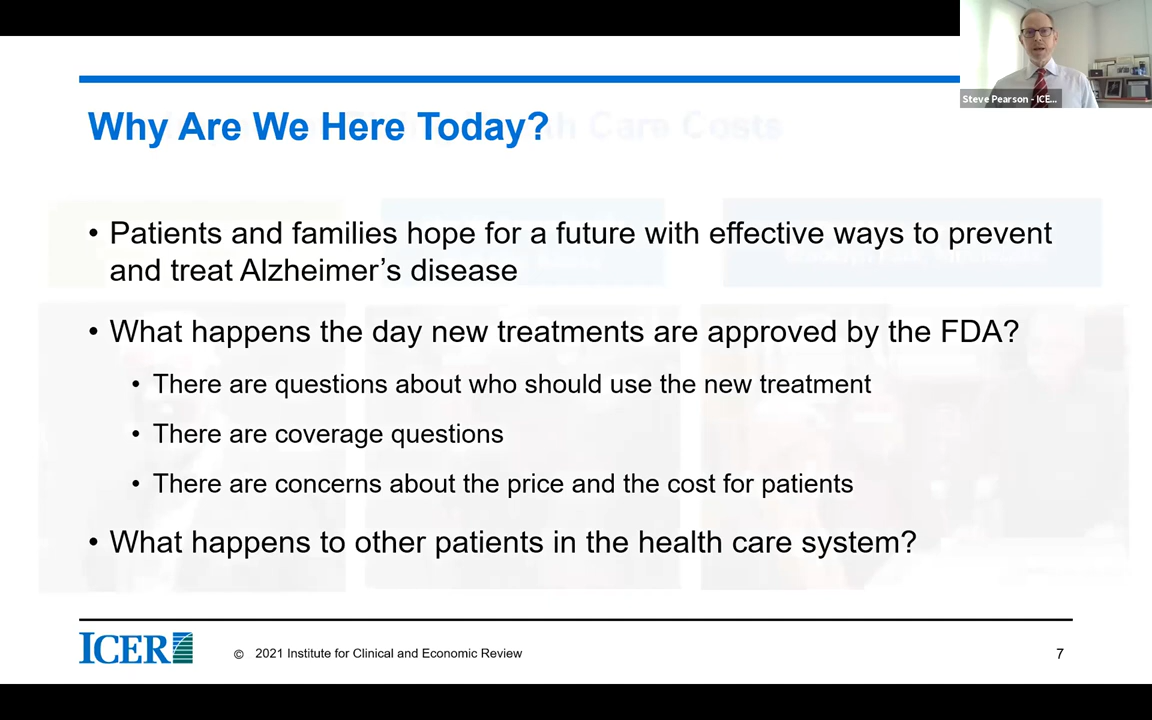 Steve Pearson - ICE...
Why Are We Here Today?
th Care Costs
• Patients and families hope for a future with effective ways to prevent
and treat Alzheimer’s disease
• What happens the day new treatments are approved by the FDA?
• There are questions about who should use the new treatment
• There are coverage questions
• There are concerns about the price and the cost for patients
• What happens to other patients in the health care system?
ICER
© 2021 Institute for Clinical and Economic Review
7